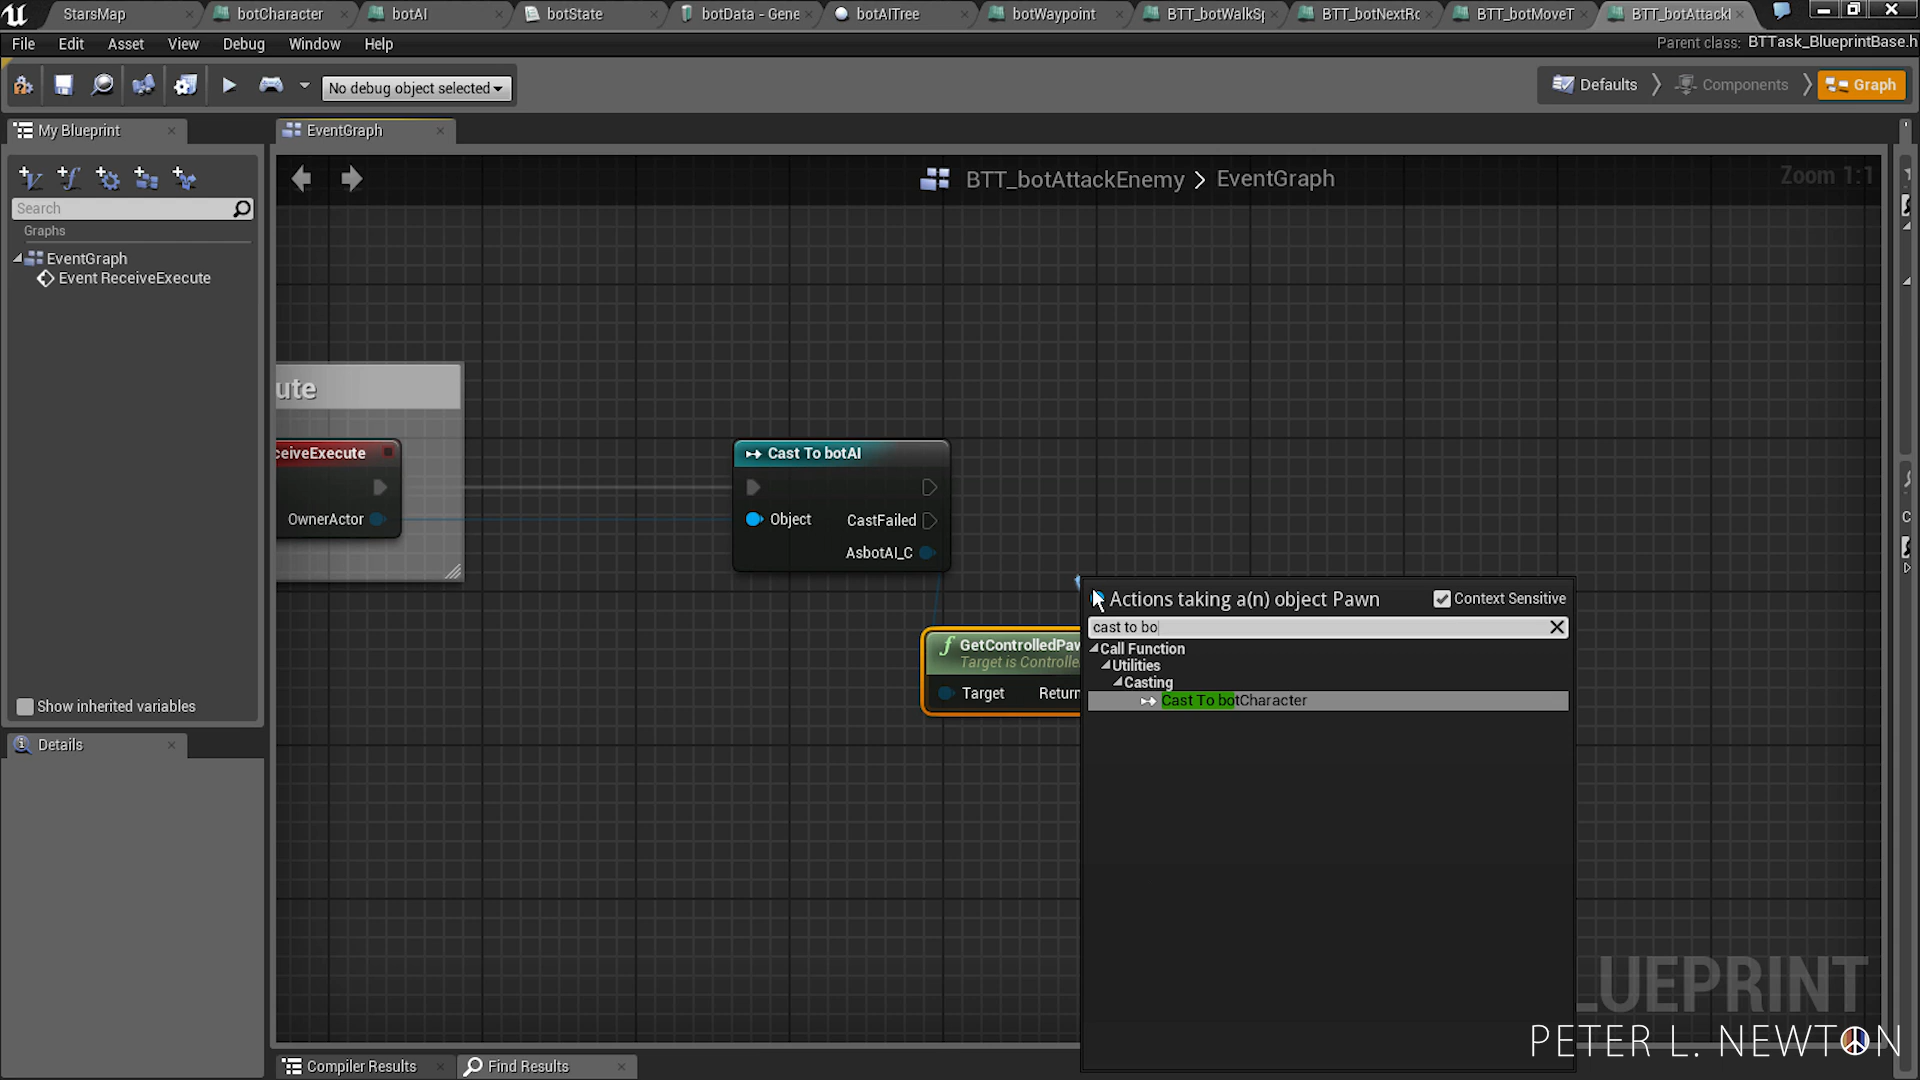 StarsMap
botCharacter
botAI
botState
botData - Gene
botAITree
botWaypoint
BTT_botWalkSp
BTT_botNextRo
BTT_botMoveT
BTT_botAttackE
File Edit Asset View Debug Window Help
Parent class: BTTask_BlueprintBase.h
No debug object selected
Defaults
Components
Graph
My Blueprint
EventGraph
Search
Graphs
EventGraph
Event ReceiveExecute
Show inherited variables
Details
BTT_botAttackEnemy > EventGraph
Zoom 1:1
ute
ceiveExecute
OwnerActor
Cast To botAI
Object
CastFailed
AsbotAI_C
GetControlledPaw
Target is Controlle
Target
Return
Actions taking a(n) object Pawn
Context Sensitive
cast to bo
Call Function
Utilities
Casting
Cast To botCharacter
LUEPRINT
PETER L. NEWTON
Compiler Results
Find Results